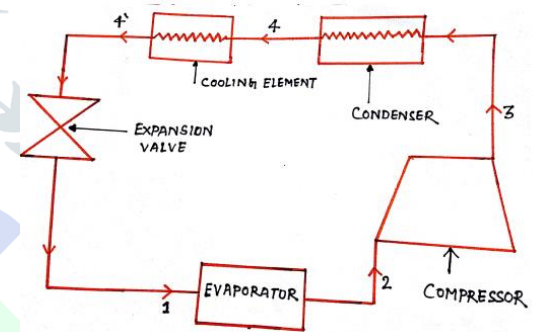 4'
4
COOLING ELEMENT
CONDENSER
3
EXPANSION
VALVE
EVAPORATOR
1
2
COMPRESSOR